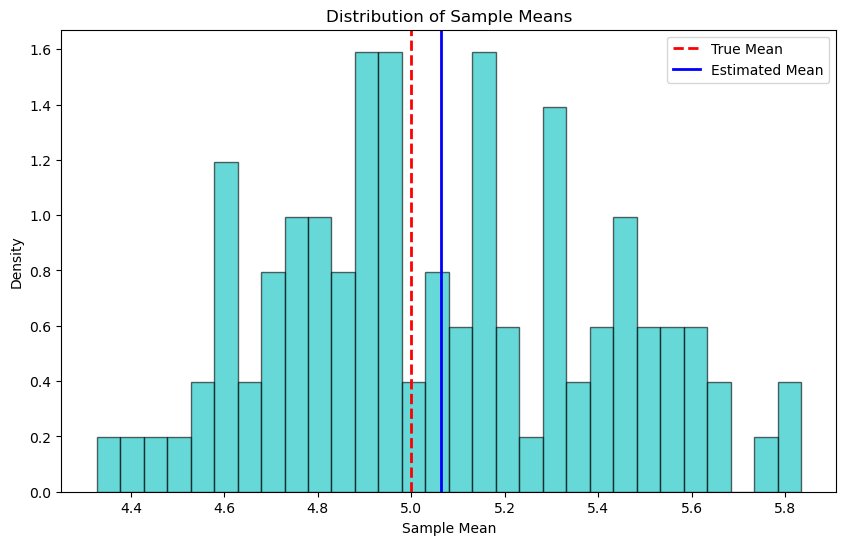 Distribution of Sample Means
True Mean
Estimated Mean
Density
1.6
1.4
1.2
1.0
0.8
0.6
0.4
0.2
0.0
4.4 4.6 4.8 5.0 5.2 5.4 5.6 5.8
Sample Mean